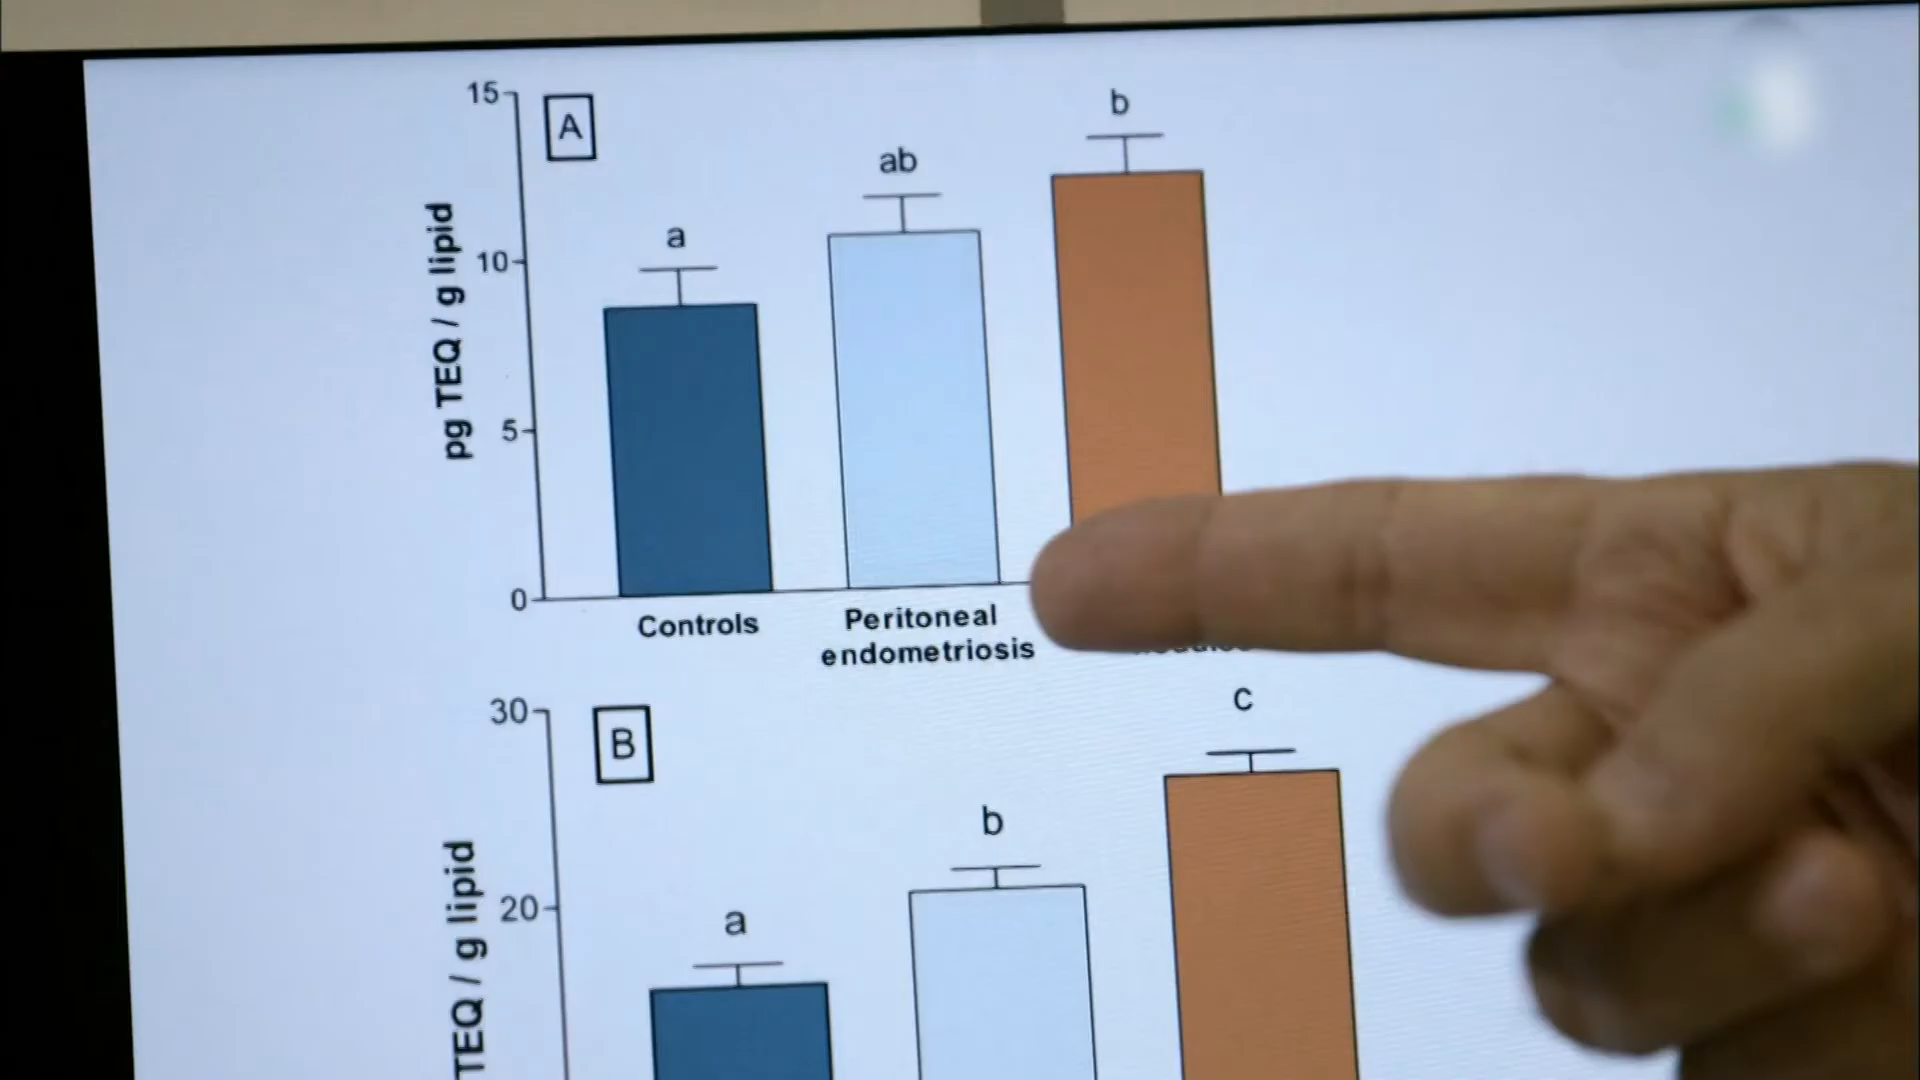 15
A
b
ab
a
10
pg TEQ / g lipid
5
0
Controls
Peritoneal
endometriosis
30
B
c
b
20
a
TEQ / g lipid